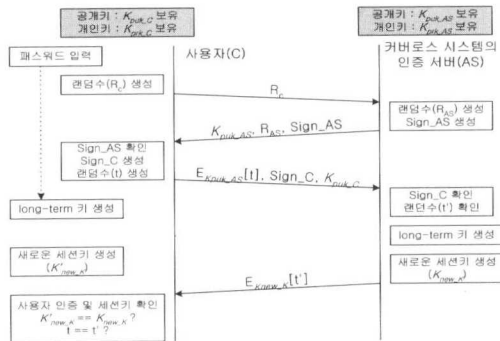 공개키 : K_puk_C 보유
개인키 : K_prk_C 보유
공개키 : K_puk_AS 보유
개인키 : K_prk_AS 보유
패스워드 입력
사용자(C)
커버로스 시스템의
인증 서버(AS)
랜덤수(R_c) 생성
R_c
랜덤수(R_AS) 생성
Sign_AS 생성
K_puk_AS, R_AS, Sign_AS
Sign_AS 확인
Sign_C 생성
랜덤수(t) 생성
E_Kpuk_AS[t], Sign_C, K_puk_C
Sign_C 확인
랜덤수(t') 확인
long-term 키 생성
long-term 키 생성
새로운 세션키 생성
(K'_new_K)
새로운 세션키 생성
(K_new_K)
E_Knew_K[t']
사용자 인증 및 세션키 확인
K'_new_K == K_new_K ?
t == t' ?